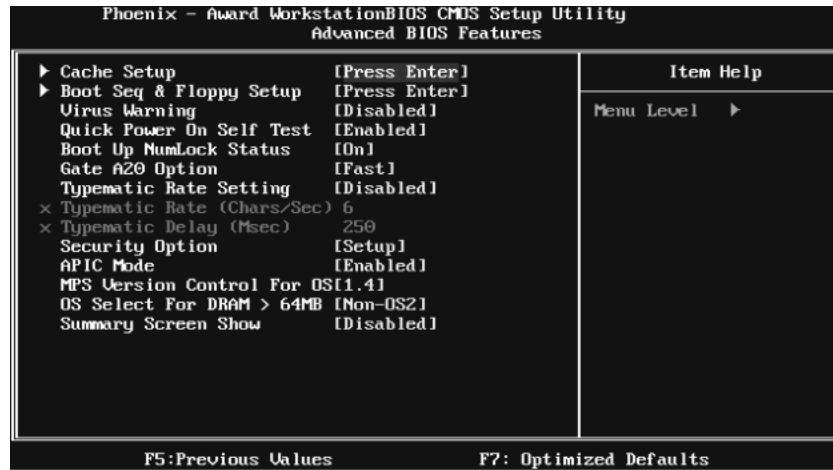 Phoenix - Award WorkstationBIOS CMOS Setup Utility
Advanced BIOS Features
Cache Setup [Press Enter]
Boot Seq & Floppy Setup [Press Enter]
Virus Warning [Disabled]
Quick Power On Self Test [Enabled]
Boot Up NumLock Status [On]
Gate A20 Option [Fast]
Typematic Rate Setting [Disabled]
x Typematic Rate (Chars/Sec) 6
x Typematic Delay (Msec) 250
Security Option [Setup]
APIC Mode [Enabled]
MPS Version Control For OS[1.4]
OS Select For DRAM > 64MB [Non-OS2]
Summary Screen Show [Disabled]
Item Help
Menu Level
F5:Previous Values F7: Optimized Defaults